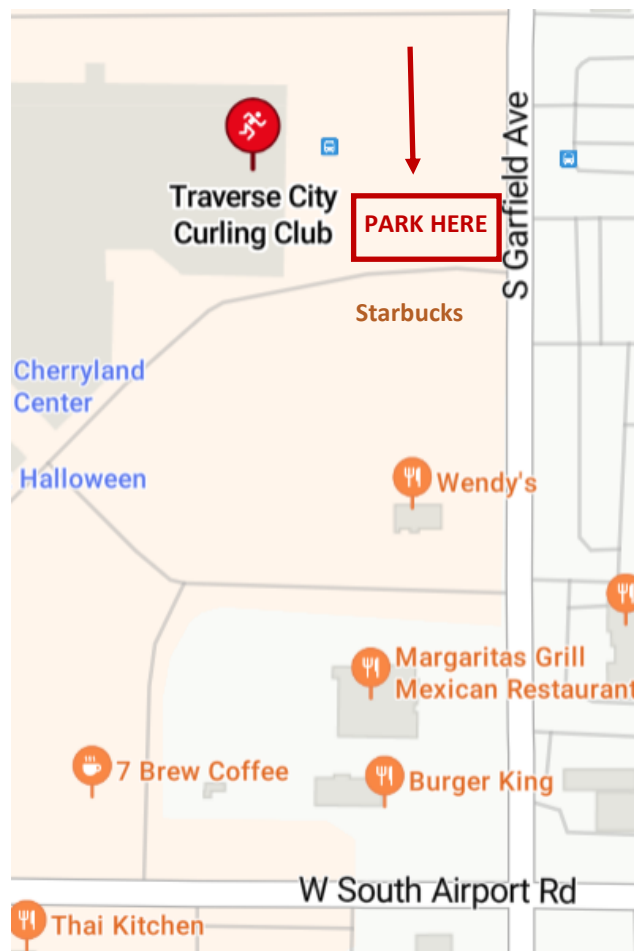 Traverse City
Curling Club
PARK HERE
S Garfield Ave
Starbucks
Cherryland
Center
Halloween
Wendy's
Margaritas Grill
Mexican Restaurant
7 Brew Coffee
Burger King
W South Airport Rd
Thai Kitchen